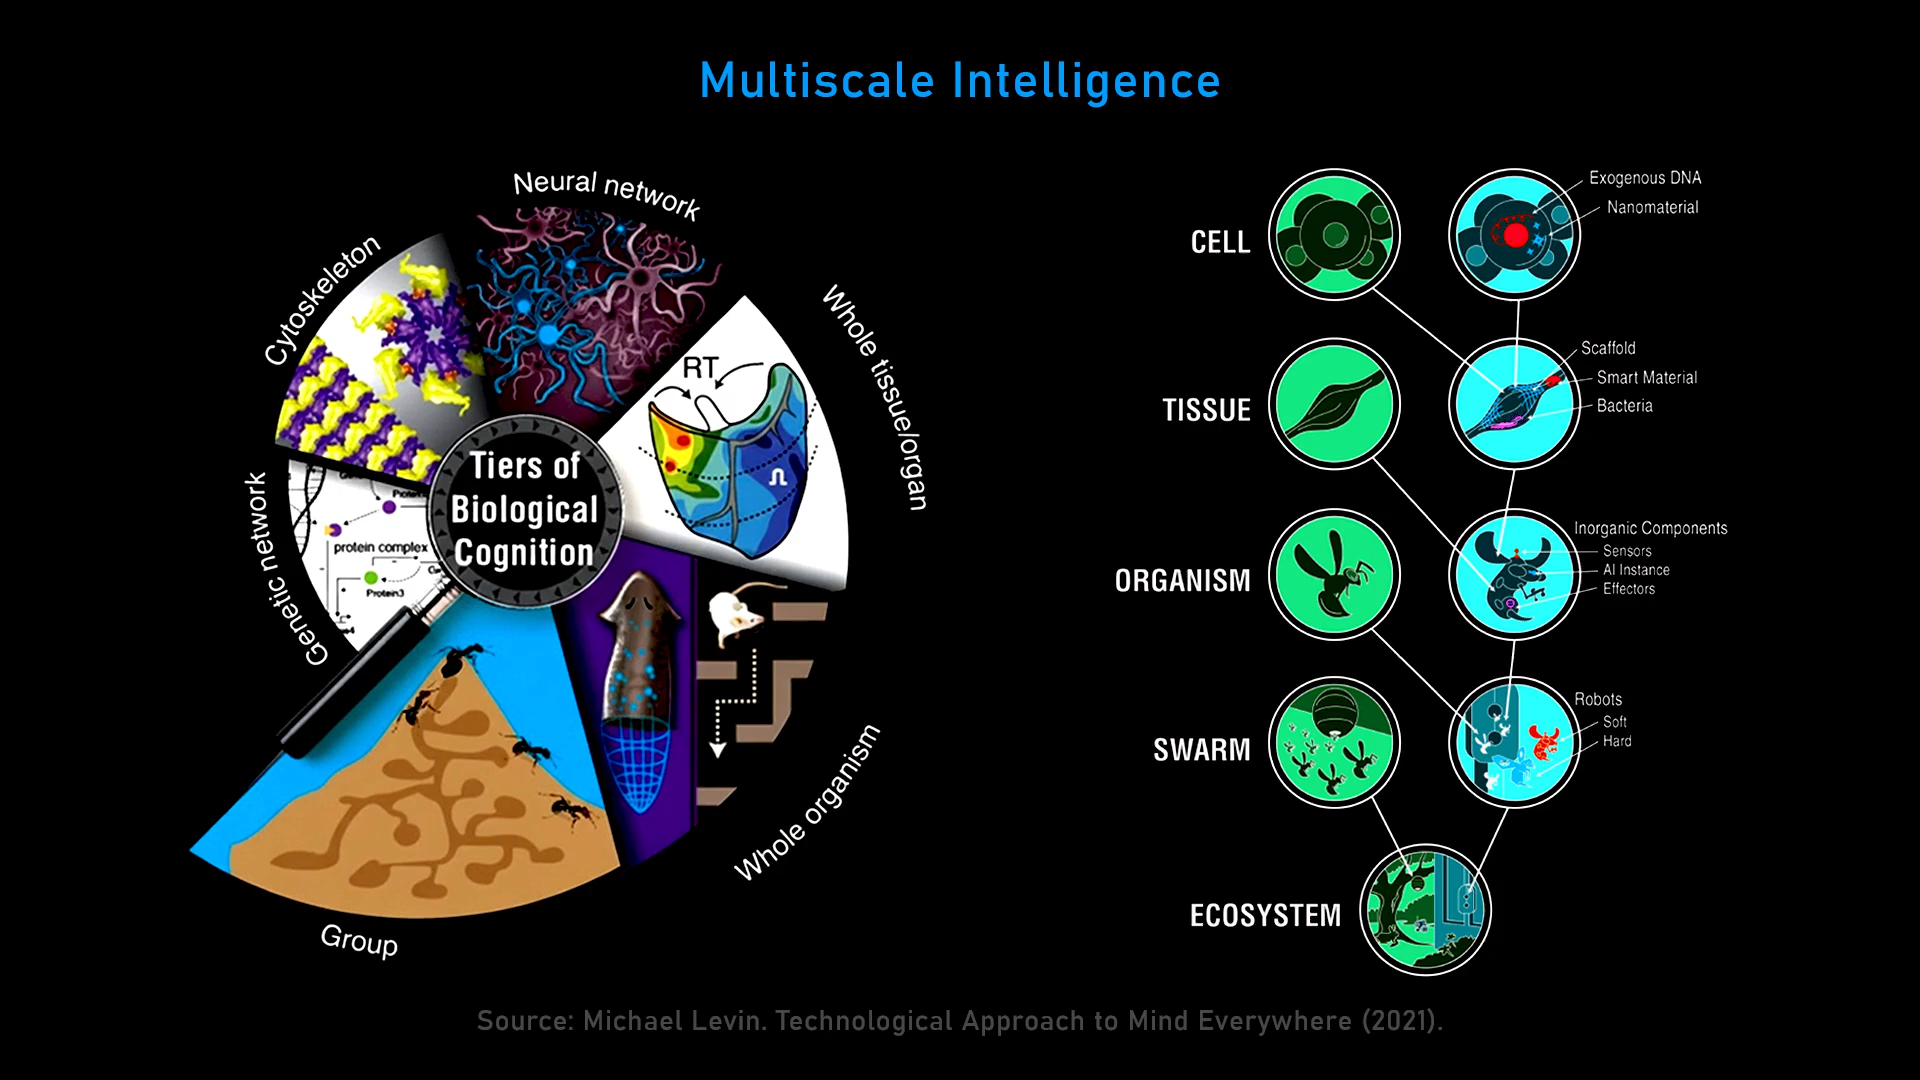 Multiscale Intelligence
Neural network
Cytoskeleton
Whole tissue/organ
RT
Tiers of
Biological
Cognition
Genetic network
protein complex
Protein3
Whole organism
Group
Exogenous DNA
Nanomaterial
CELL
Scaffold
Smart Material
Bacteria
TISSUE
Inorganic Components
Sensors
AI Instance
Effectors
ORGANISM
Robots
Soft
Hard
SWARM
ECOSYSTEM
Source: Michael Levin. Technological Approach to Mind Everywhere (2021).